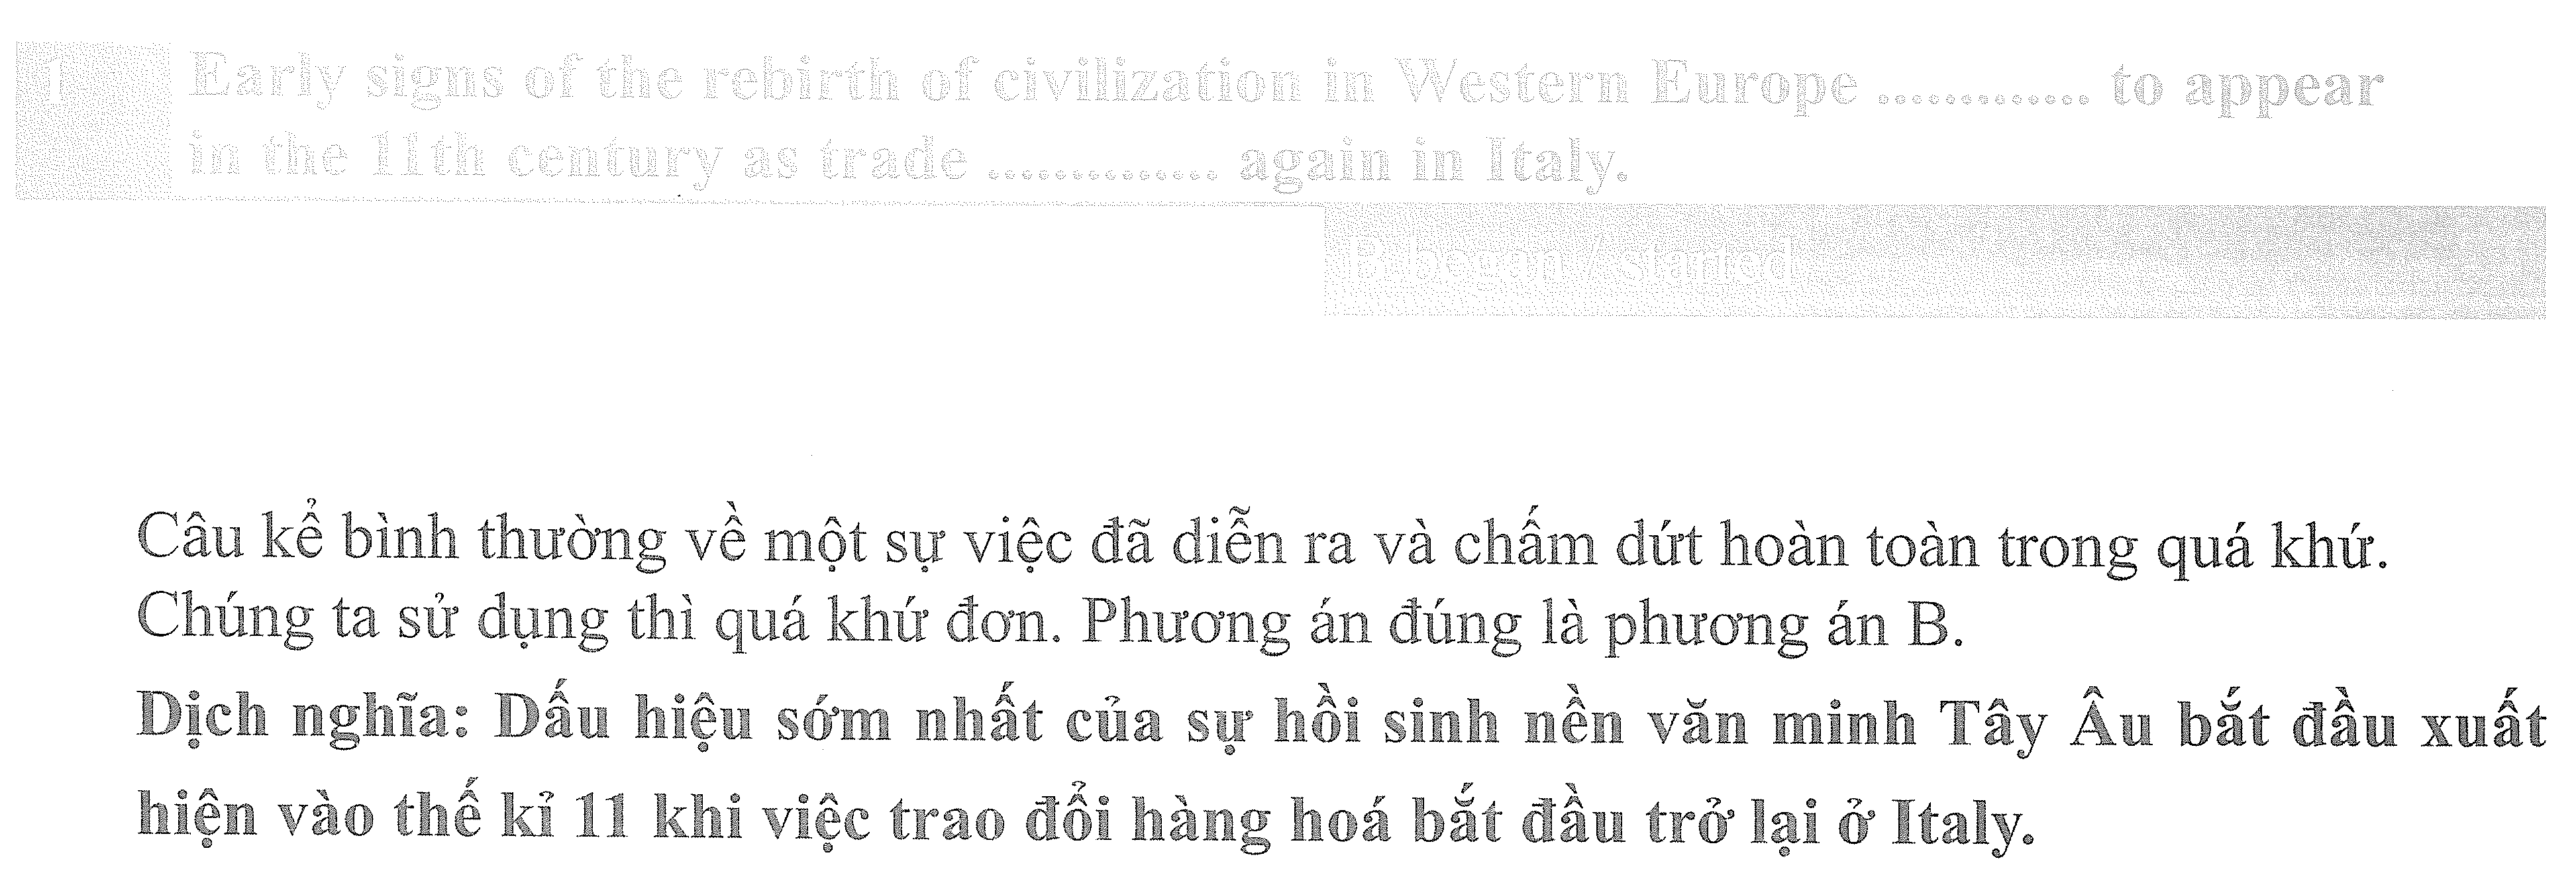 1 Early signs of the rebirth of civilization in Western Europe ............. to appear
in the 11th century as trade .............. again in Italy.
B. began / started
Câu kể bình thường về một sự việc đã diễn ra và chấm dứt hoàn toàn trong quá khứ.
Chúng ta sử dụng thì quá khứ đơn. Phương án đúng là phương án B.
Dịch nghĩa: Dấu hiệu sớm nhất của sự hồi sinh nền văn minh Tây Âu bắt đầu xuất
hiện vào thế kỉ 11 khi việc trao đổi hàng hoá bắt đầu trở lại ở Italy.